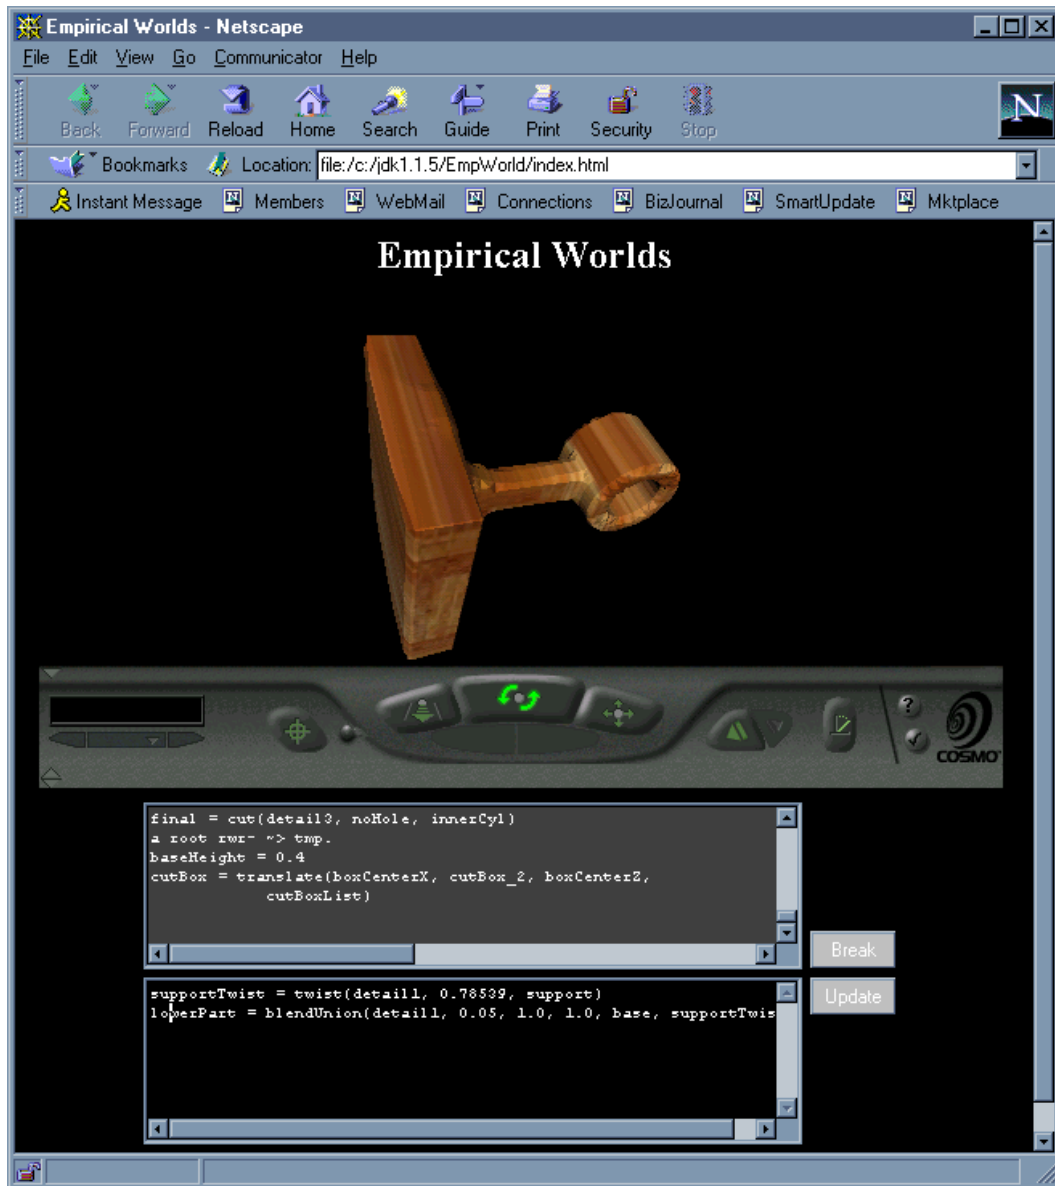 Empirical Worlds - Netscape
File Edit View Go Communicator Help
Back Forward Reload Home Search Guide Print Security Stop
N
Bookmarks Location: file:/c:/jdk1.1.5/EmpWorld/index.html
Instant Message Members WebMail Connections BizJournal SmartUpdate Mktplace
Empirical Worlds
?
COSMO
final = cut(detail3, noHole, innerCyl)
a root rwr- ~> tmp.
baseHeight = 0.4
cutBox = translate(boxCenterX, cutBox_2, boxCenterZ,
cutBoxList)
Break
supportTwist = twist(detail1, 0.78539, support)
Update
lowerPart = blendUnion(detail1, 0.05, 1.0, 1.0, base, supportTwis